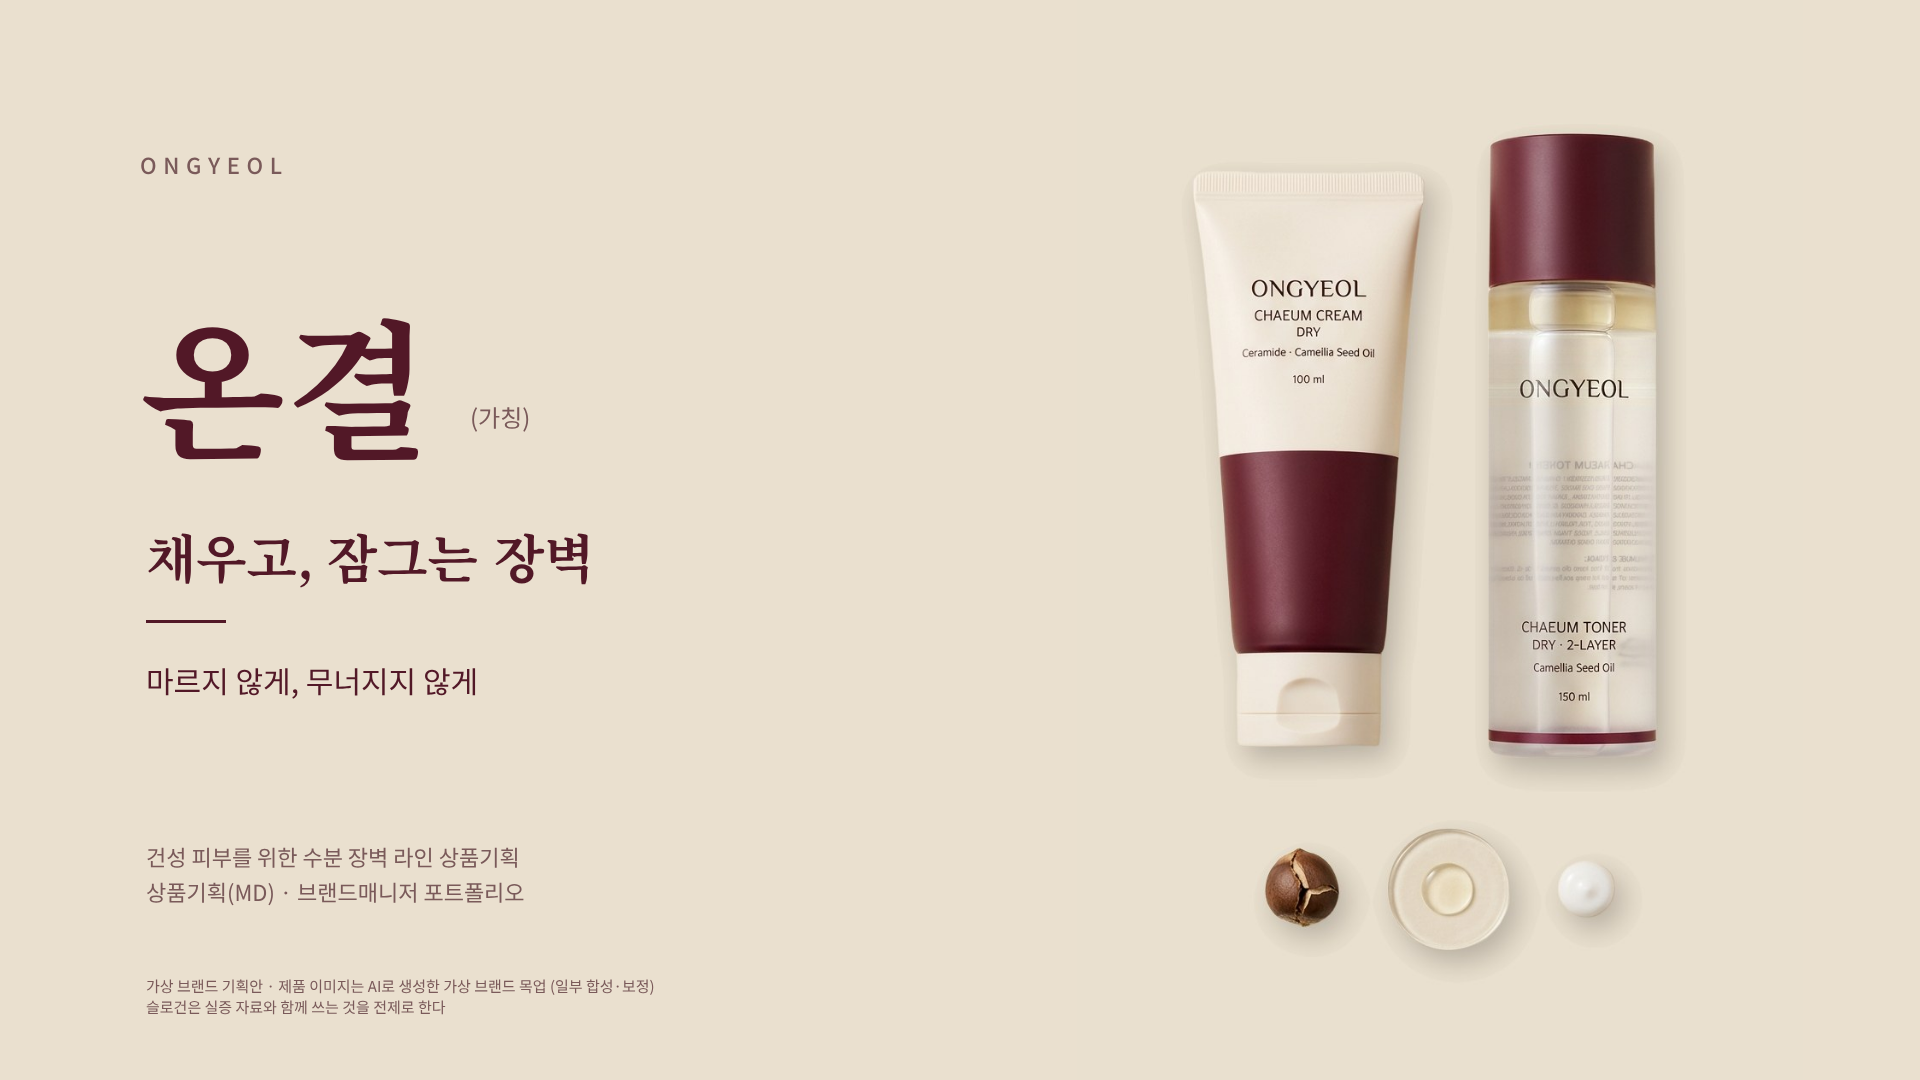 ONGYEOL
온결 (가칭)
채우고, 잠그는 장벽
마르지 않게, 무너지지 않게
건성 피부를 위한 수분 장벽 라인 상품기획
상품기획(MD) · 브랜드매니저 포트폴리오
가상 브랜드 기획안 · 제품 이미지는 AI로 생성한 가상 브랜드 목업 (일부 합성·보정)
슬로건은 실증 자료와 함께 쓰는 것을 전제로 한다
ONGYEOL
CHAEUM CREAM
DRY
Ceramide · Camellia Seed Oil
100 ml
ONGYEOL
CHAEUM TONER
DRY · 2-LAYER
Camellia Seed Oil
150 ml